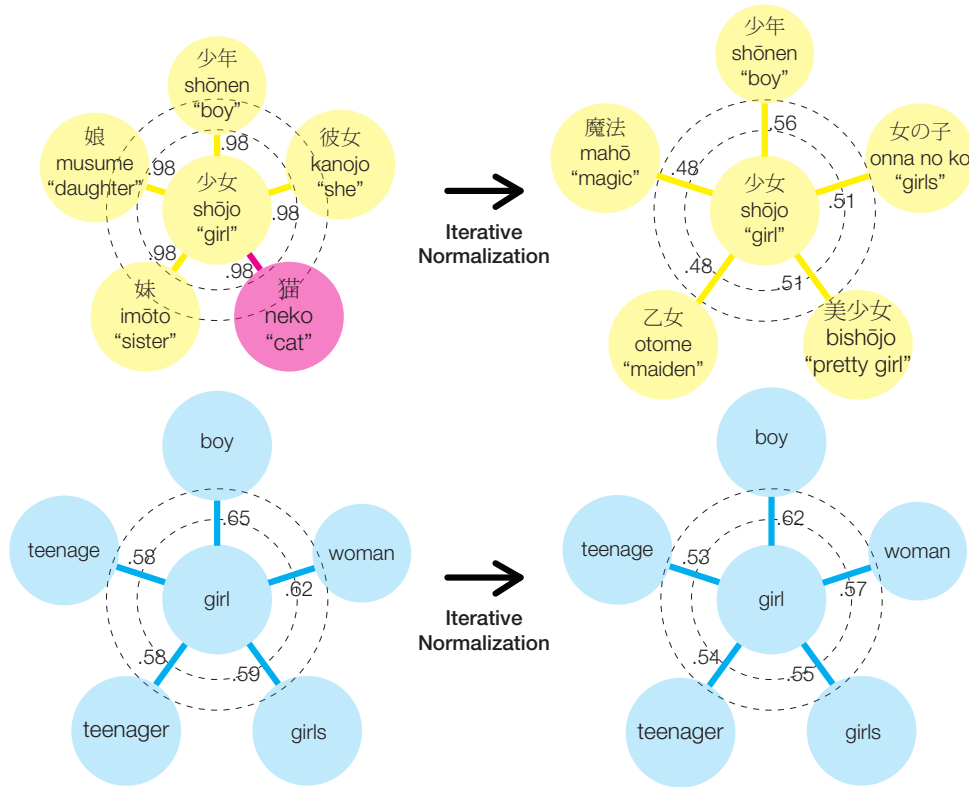 少年
shōnen
“boy”
.98
娘
musume
“daughter”
.98
彼女
kanojo
“she”
.98
少女
shōjo
“girl”
妹
imōto
“sister”
.98
猫
neko
“cat”
.98
Iterative
Normalization
少年
shōnen
“boy”
.56
魔法
mahō
“magic”
.48
女の子
onna no ko
“girls”
.51
少女
shōjo
“girl”
乙女
otome
“maiden”
.48
美少女
bishōjo
“pretty girl”
.51
boy
.65
teenage
.58
woman
.62
girl
teenager
.58
girls
.59
Iterative
Normalization
boy
.62
teenage
.53
woman
.57
girl
teenager
.54
girls
.55